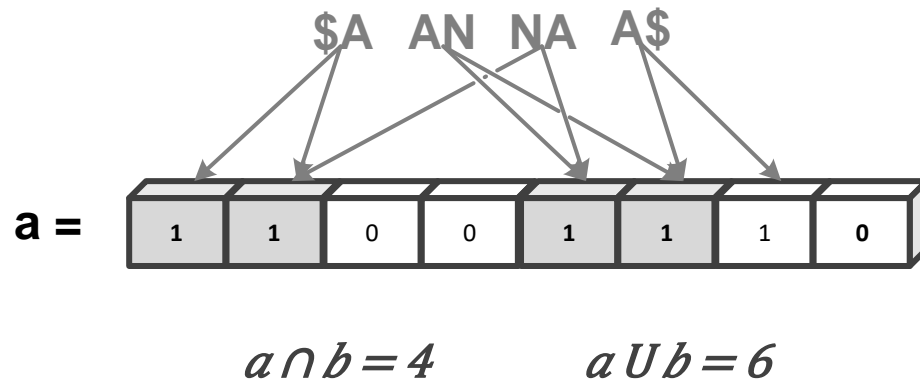 $A AN NA A$
a = 1 1 0 0 1 1 1 0
a ∩ b = 4 a U b = 6